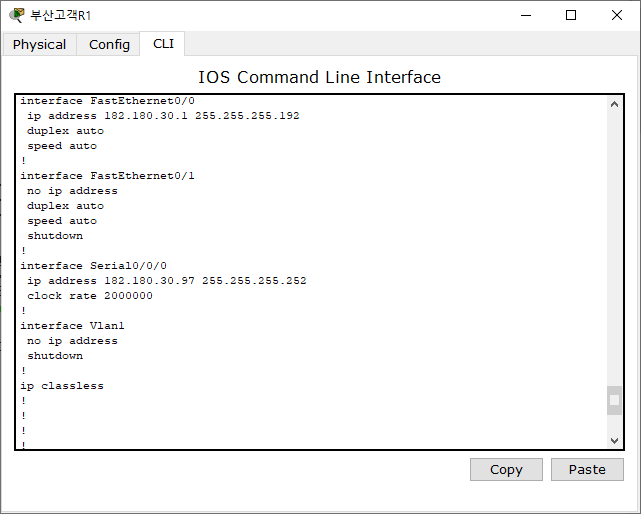 부산고객R1
Physical Config CLI
IOS Command Line Interface
interface FastEthernet0/0
ip address 182.180.30.1 255.255.255.192
duplex auto
speed auto
!
interface FastEthernet0/1
no ip address
duplex auto
speed auto
shutdown
!
interface Serial0/0/0
ip address 182.180.30.97 255.255.255.252
clock rate 2000000
!
interface Vlan1
no ip address
shutdown
!
ip classless
!
!
!
!
Copy Paste